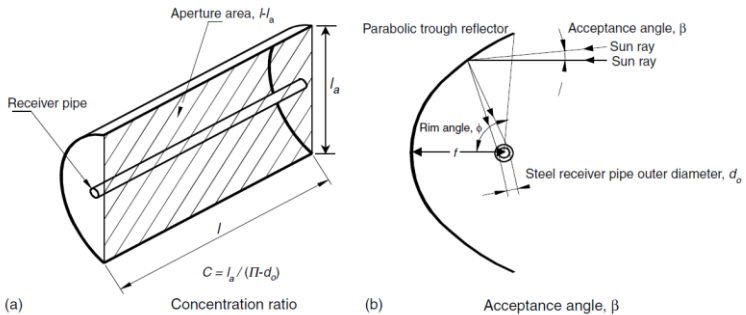 Aperture area, l-lₐ
Receiver pipe
lₐ
l
C = lₐ / (Π-dₒ)
(a)
Concentration ratio
Parabolic trough reflector
Acceptance angle, β
Sun ray
Sun ray
Rim angle, ϕ
f
Steel receiver pipe outer diameter, dₒ
(b)
Acceptance angle, β